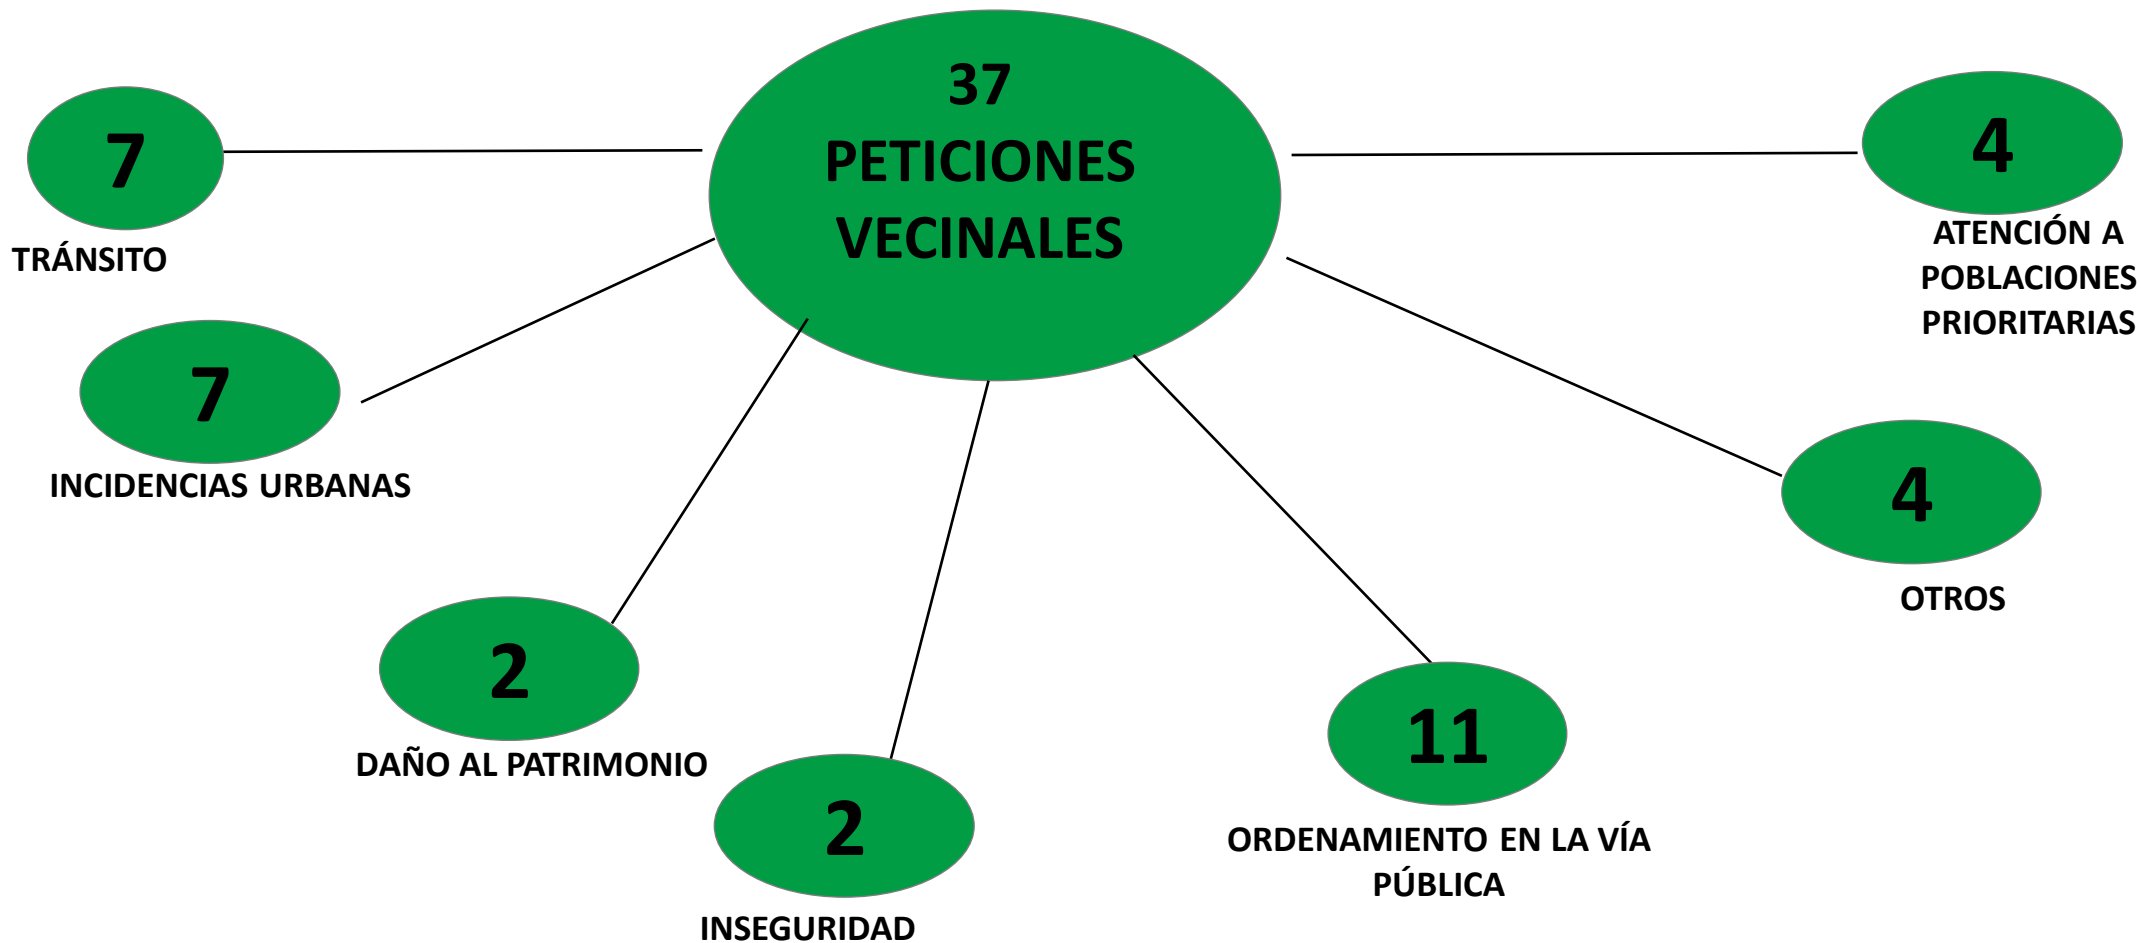 37
PETICIONES
VECINALES
7
TRÁNSITO
7
INCIDENCIAS URBANAS
2
DAÑO AL PATRIMONIO
2
INSEGURIDAD
11
ORDENAMIENTO EN LA VÍA
PÚBLICA
4
OTROS
4
ATENCIÓN A
POBLACIONES
PRIORITARIAS